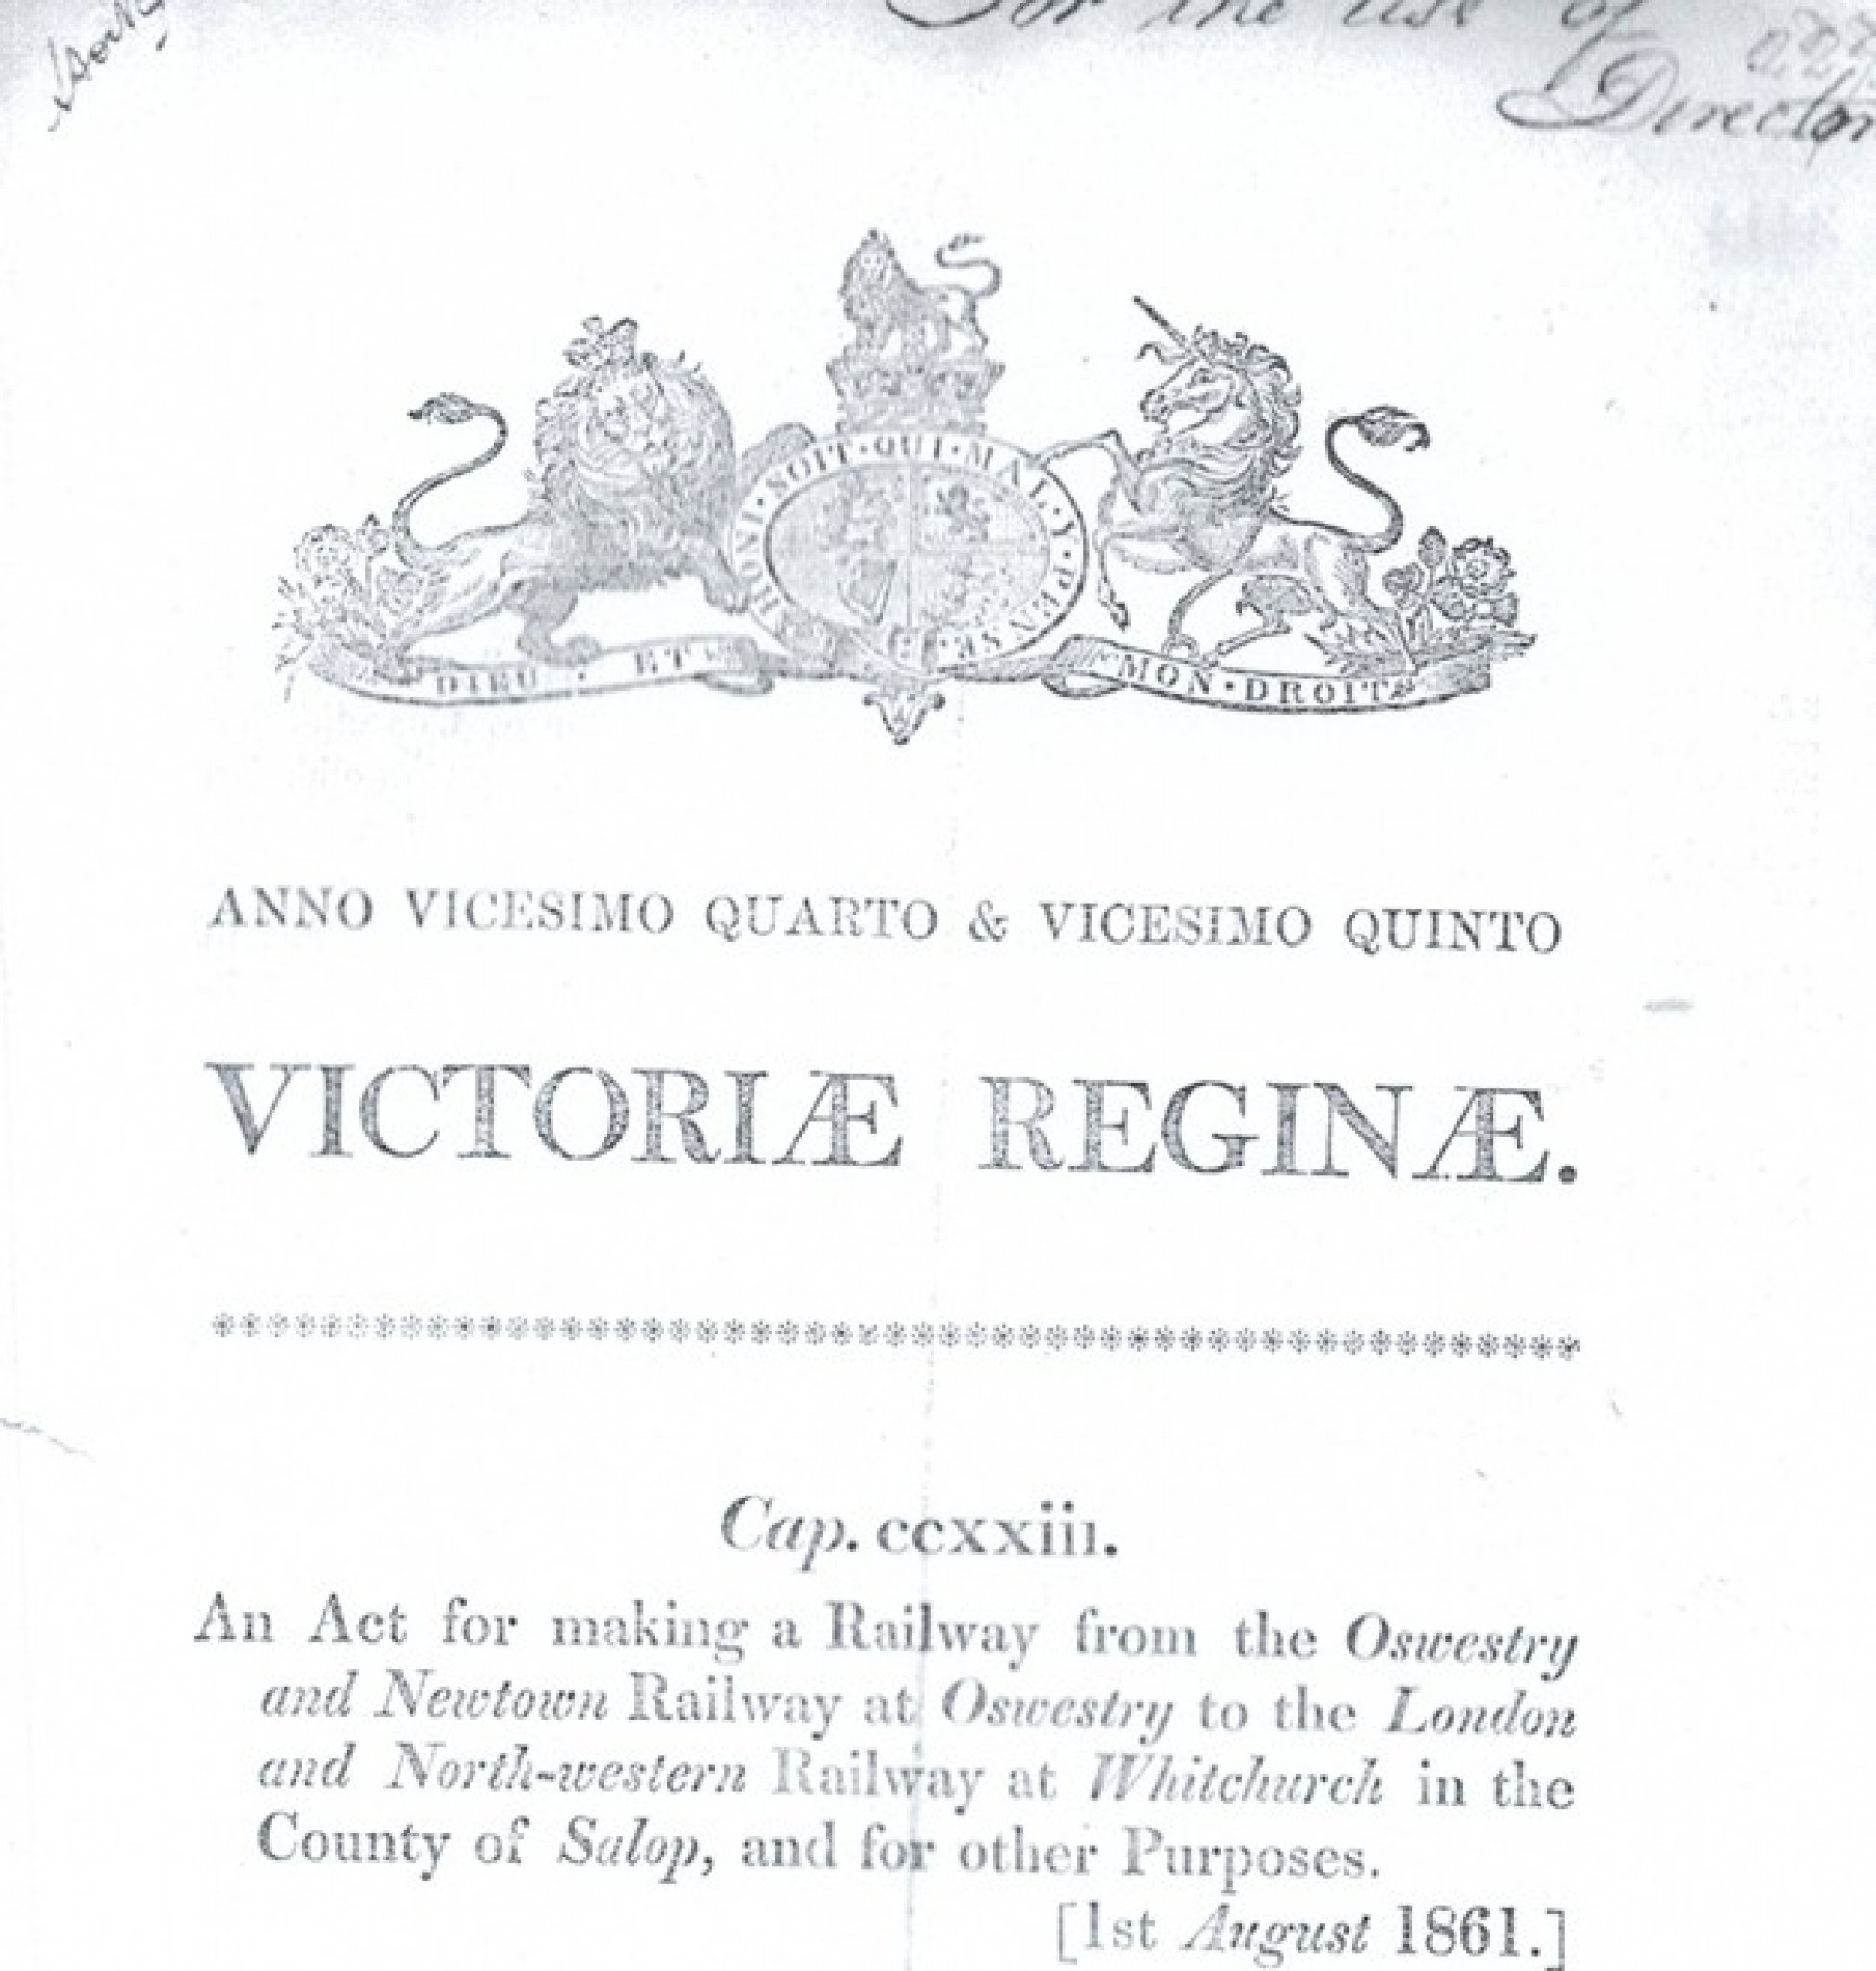 For the use of
Director
HONI · SOIT · QUI · MAL · Y · PENSE
DIEU · ET
MON · DROIT
ANNO VICESIMO QUARTO & VICESIMO QUINTO
VICTORIÆ REGINÆ.
Cap. ccxxiii.
An Act for making a Railway from the Oswestry
and Newtown Railway at Oswestry to the London
and North-western Railway at Whitchurch in the
County of Salop, and for other Purposes.
[1st August 1861.]